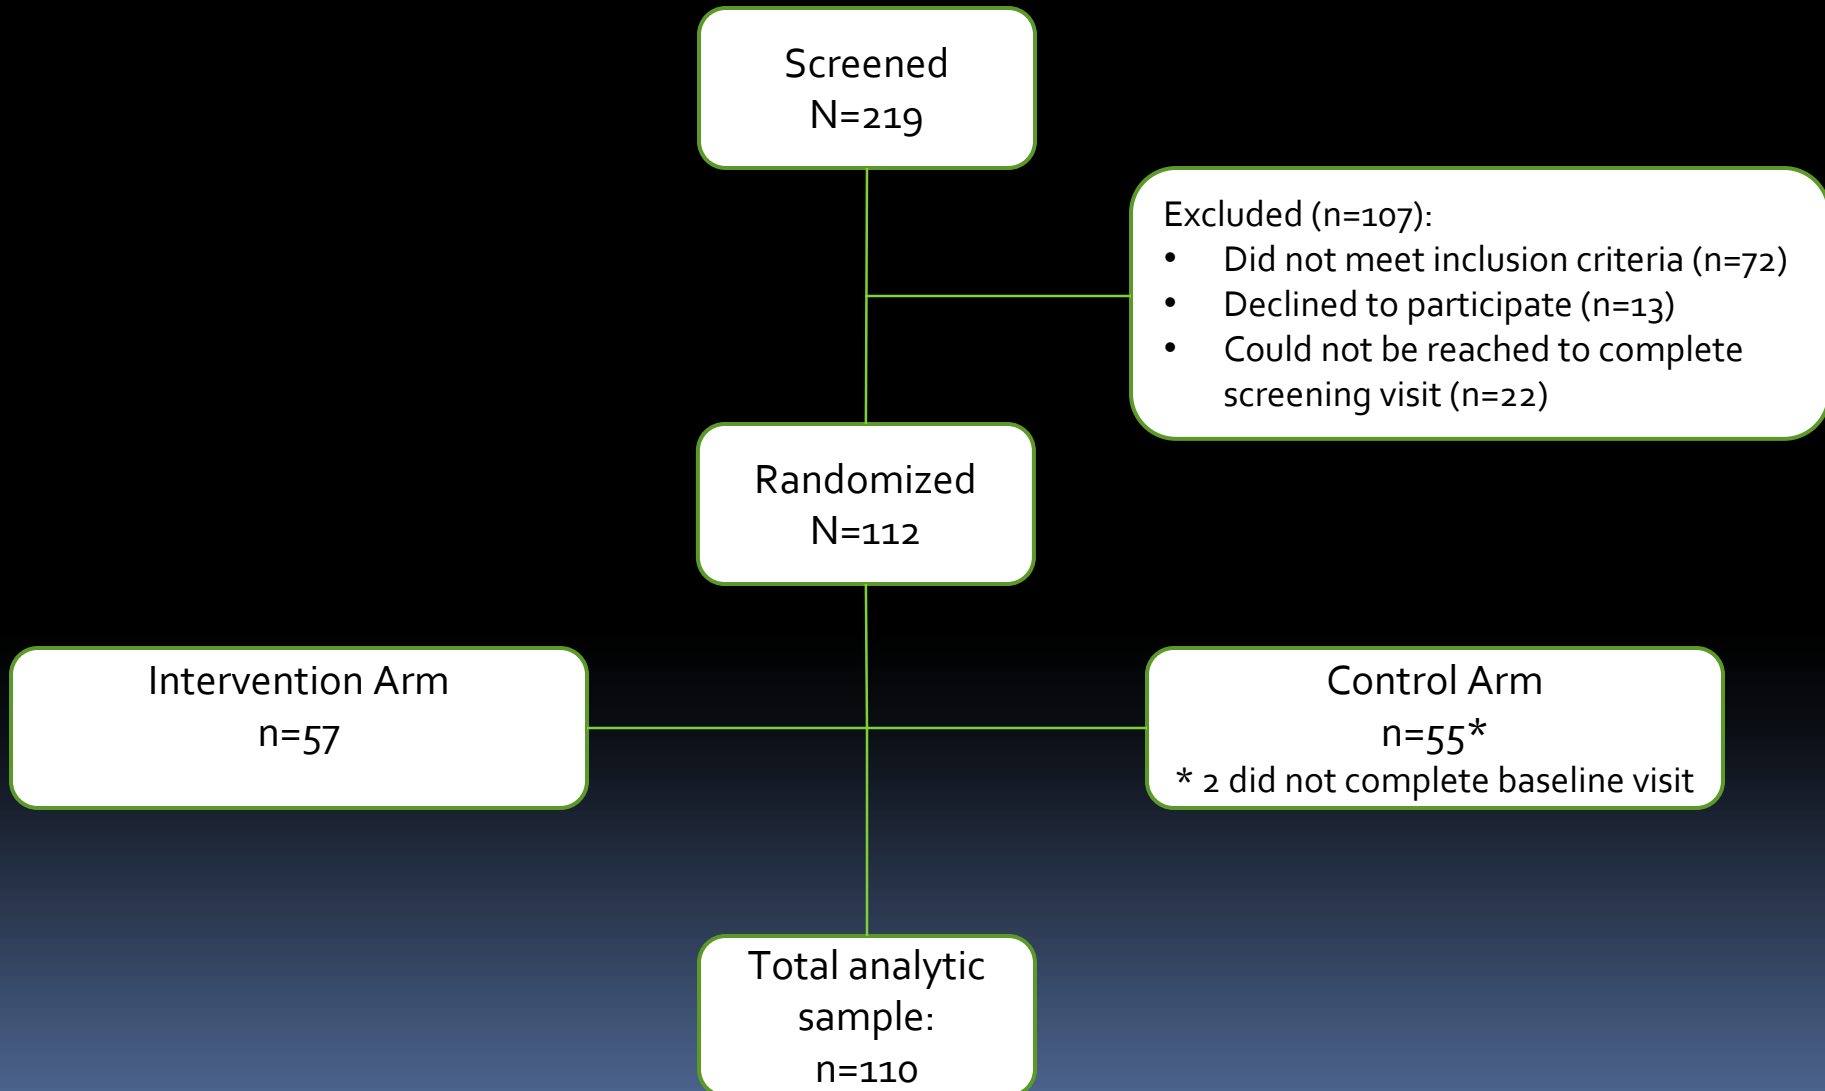 Screened
N=219
Excluded (n=107):
• Did not meet inclusion criteria (n=72)
• Declined to participate (n=13)
• Could not be reached to complete
screening visit (n=22)
Randomized
N=112
Intervention Arm
n=57
Control Arm
n=55*
* 2 did not complete baseline visit
Total analytic
sample:
n=110